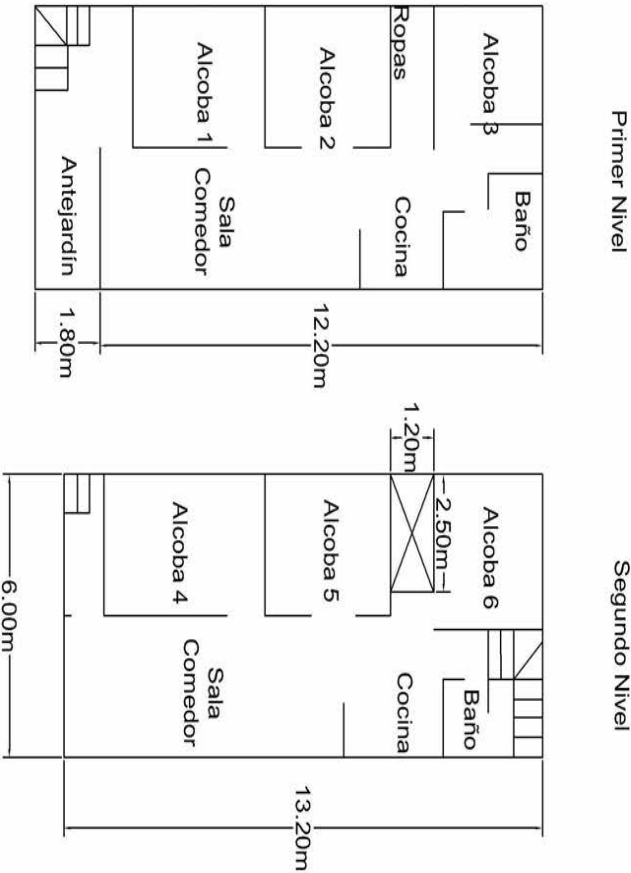 Primer Nivel
Alcoba 1
Alcoba 2
Ropas
Alcoba 3
Antejardín
Sala
Comedor
Cocina
Baño
1.80m
12.20m
Segundo Nivel
1.20m
2.50m
Alcoba 4
Alcoba 5
Alcoba 6
Sala
Comedor
Cocina
Baño
6.00m
13.20m